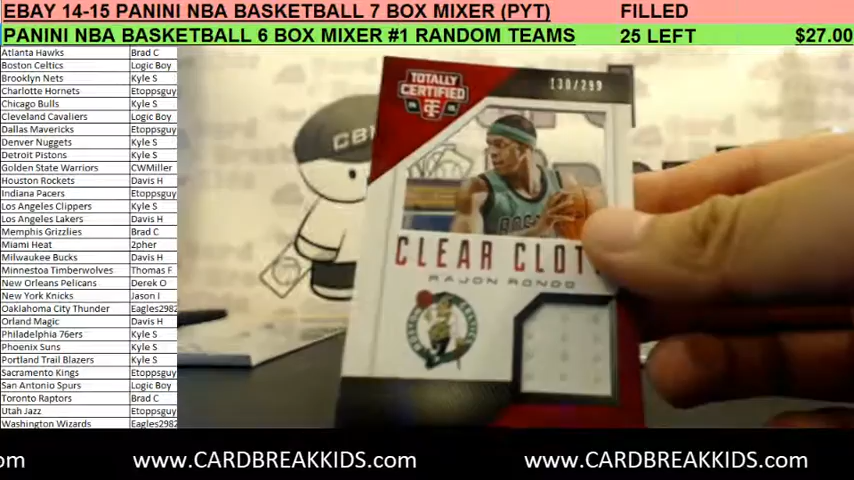 EBAY 14-15 PANINI NBA BASKETBALL 7 BOX MIXER (PYT) FILLED
PANINI NBA BASKETBALL 6 BOX MIXER #1 RANDOM TEAMS 25 LEFT $27.00
Atlanta Hawks Brad C
Boston Celtics Logic Boy
Brooklyn Nets Kyle S
Charlotte Hornets Etoppsguy
Chicago Bulls Kyle S
Cleveland Cavaliers Logic Boy
Dallas Mavericks Etoppsguy
Denver Nuggets Kyle S
Detroit Pistons Kyle S
Golden State Warriors CWMiller
Houston Rockets Davis H
Indiana Pacers Etoppsguy
Los Angeles Clippers Kyle S
Los Angeles Lakers Davis H
Memphis Grizzlies Brad C
Miami Heat 2pher
Milwaukee Bucks Davis H
Minnestoa Timberwolves Thomas F
New Orleans Pelicans Derek O
New York Knicks Jason I
Oaklahoma City Thunder Eagles2982
Orland Magic Davis H
Philadelphia 76ers Kyle S
Phoenix Suns Kyle S
Portland Trail Blazers Kyle S
Sacramento Kings Etoppsguy
San Antonio Spurs Logic Boy
Toronto Raptors Brad C
Utah Jazz Etoppsguy
Washington Wizards Eagles2982
TOTALLY
CERTIFIED
130/299
CLEAR CLOT
RAJON RONDO
om www.CARDBREAKKIDS.com www.CARDBREAKKIDS.com